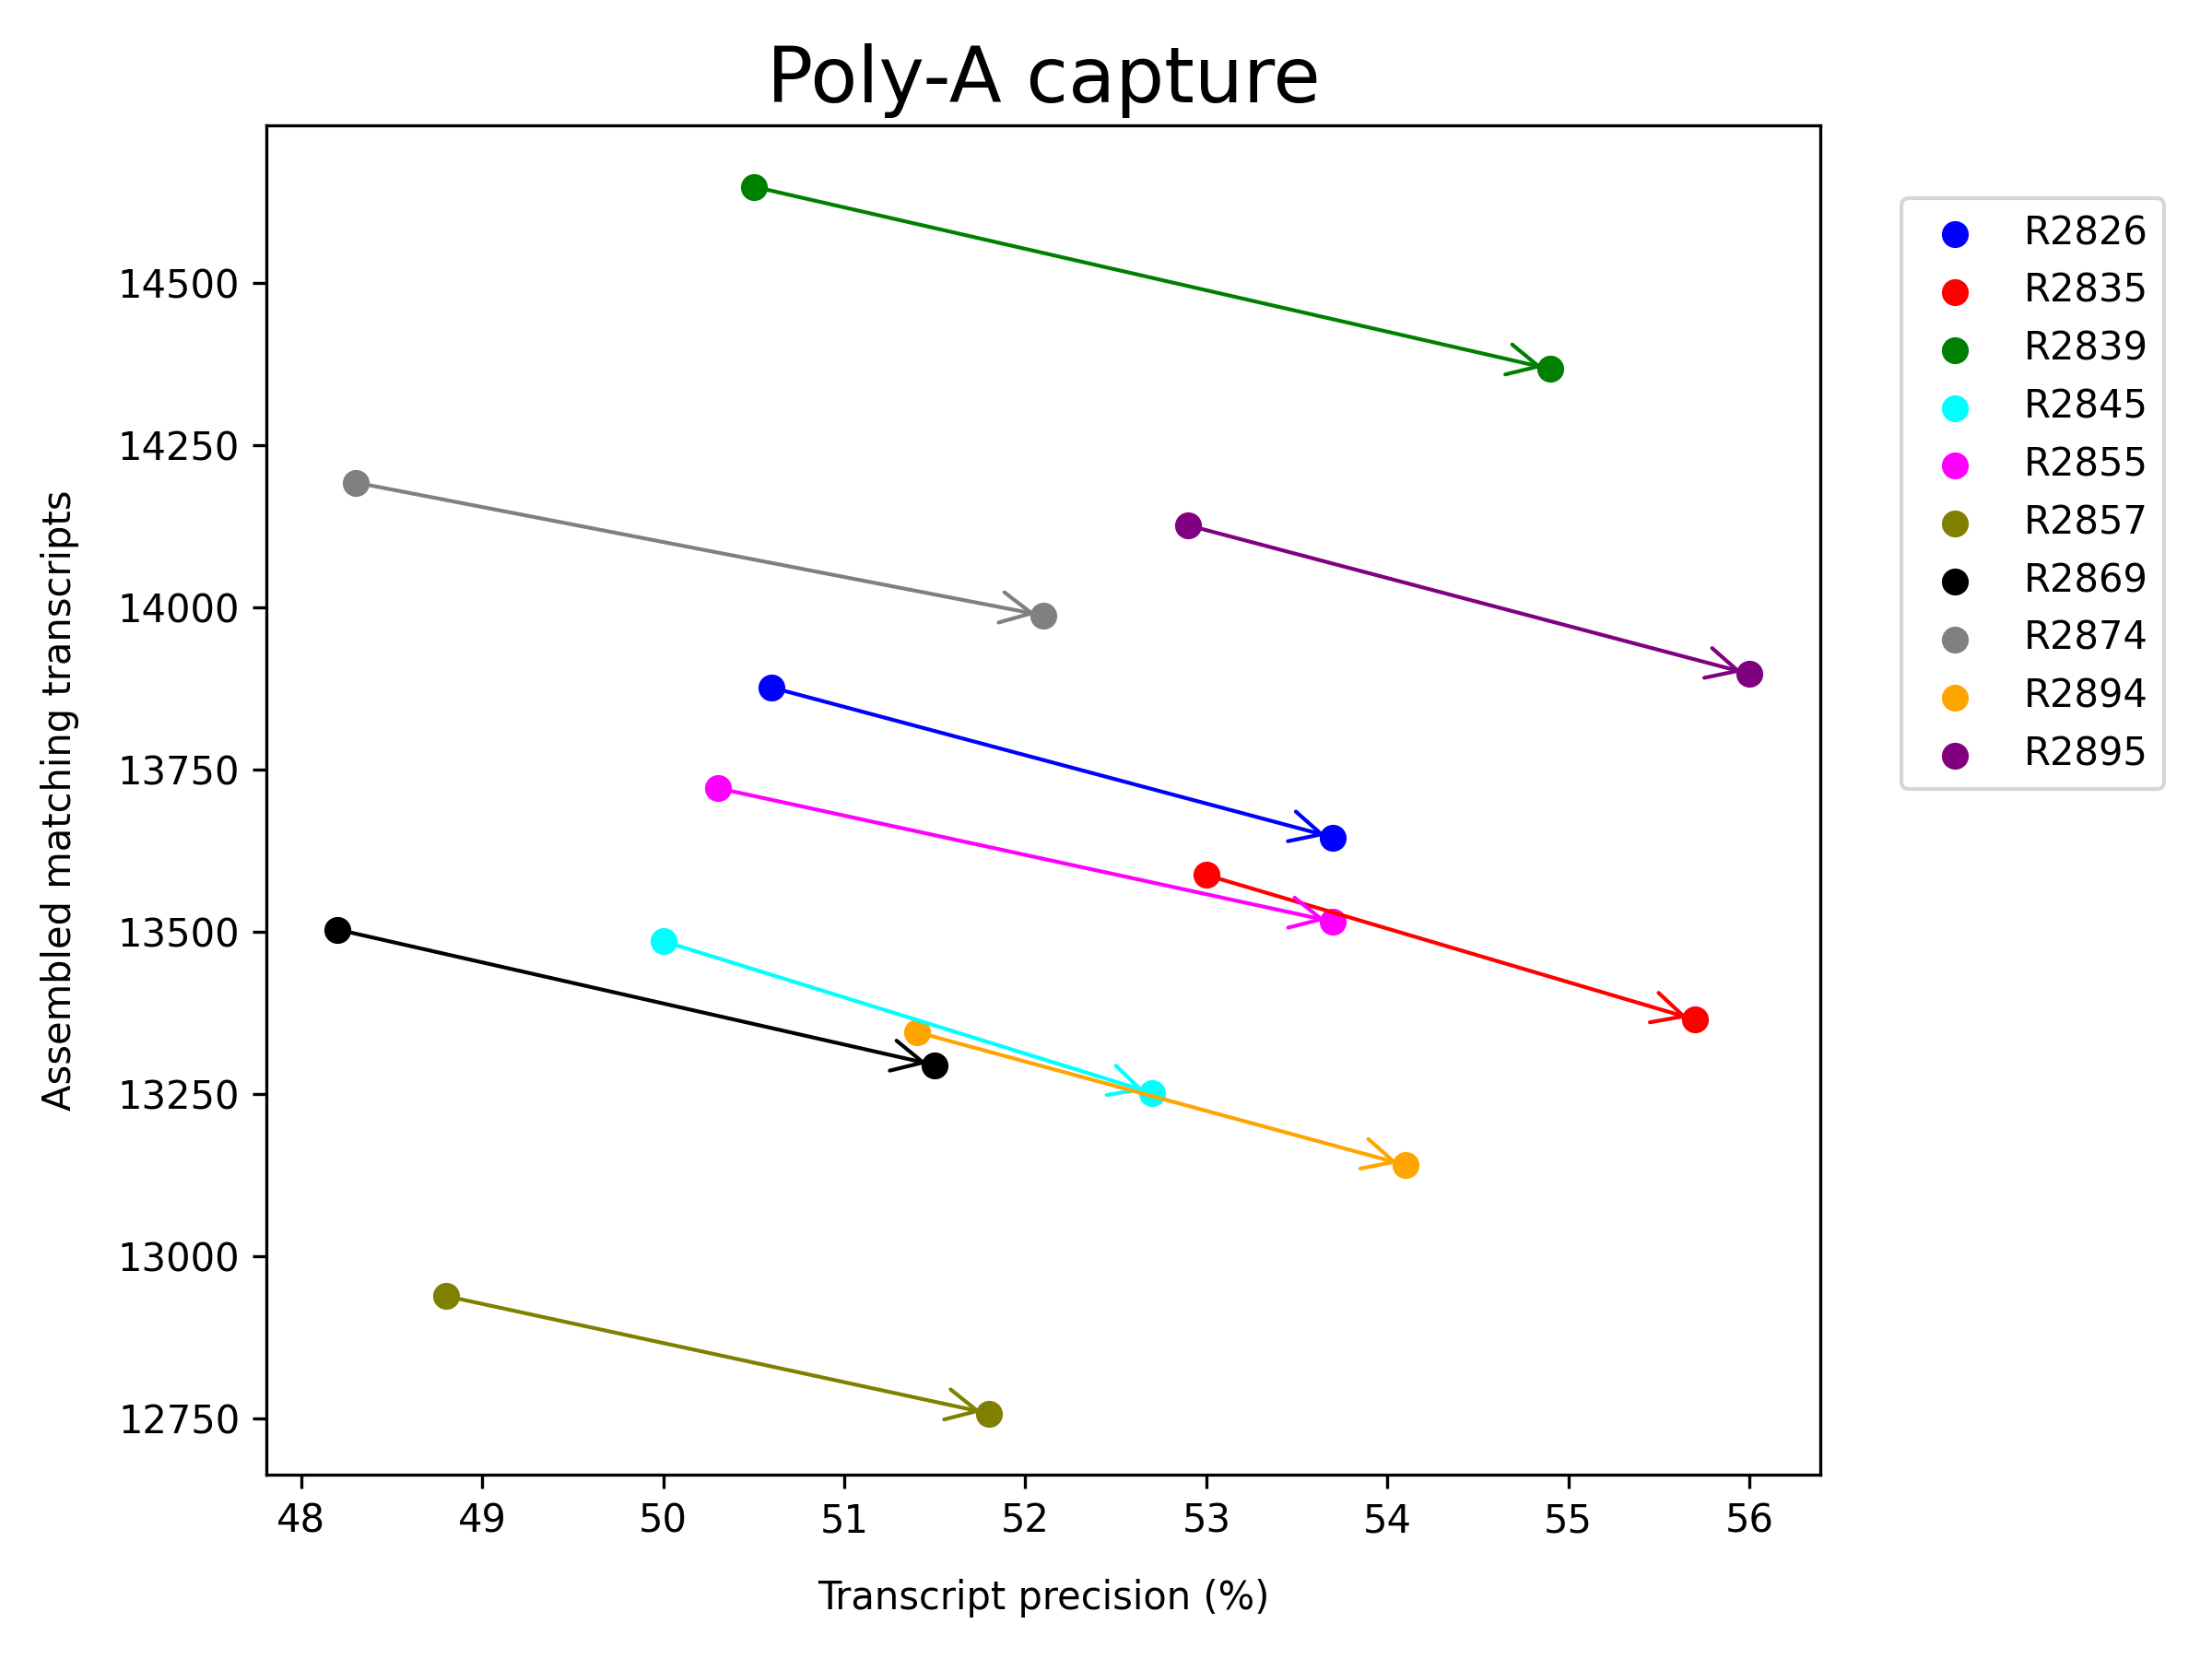 Poly-A capture
Assembled matching transcripts
14500
14250
14000
13750
13500
13250
13000
12750
48 49 50 51 52 53 54 55 56
Transcript precision (%)
R2826
R2835
R2839
R2845
R2855
R2857
R2869
R2874
R2894
R2895